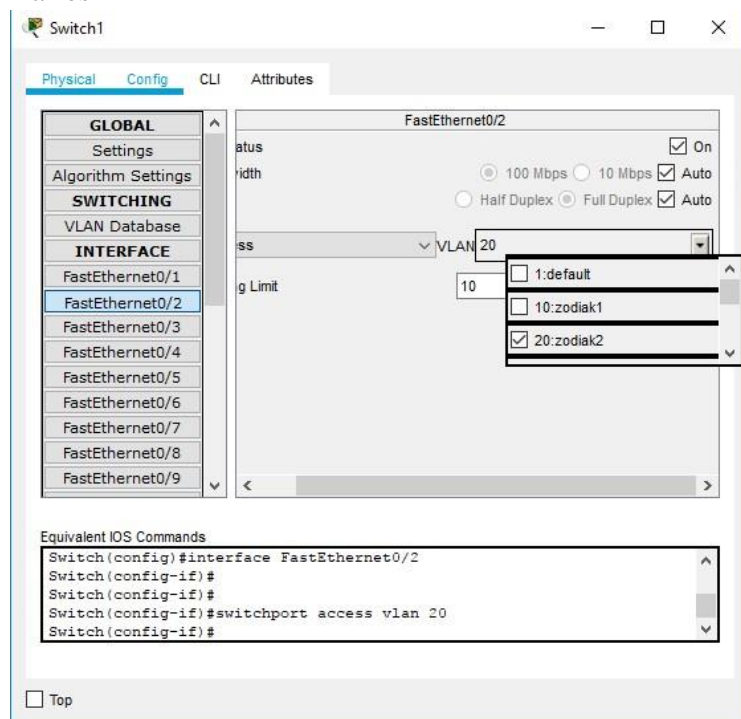 Switch1
Physical Config CLI Attributes
GLOBAL
Settings
Algorithm Settings
SWITCHING
VLAN Database
INTERFACE
FastEthernet0/1
FastEthernet0/2
FastEthernet0/3
FastEthernet0/4
FastEthernet0/5
FastEthernet0/6
FastEthernet0/7
FastEthernet0/8
FastEthernet0/9
FastEthernet0/2
atus On
width 100 Mbps 10 Mbps Auto
Half Duplex Full Duplex Auto
ss VLAN 20
g Limit 10
1:default
10:zodiak1
20:zodiak2
Equivalent IOS Commands
Switch(config)#interface FastEthernet0/2
Switch(config-if)#
Switch(config-if)#
Switch(config-if)#switchport access vlan 20
Switch(config-if)#
Top